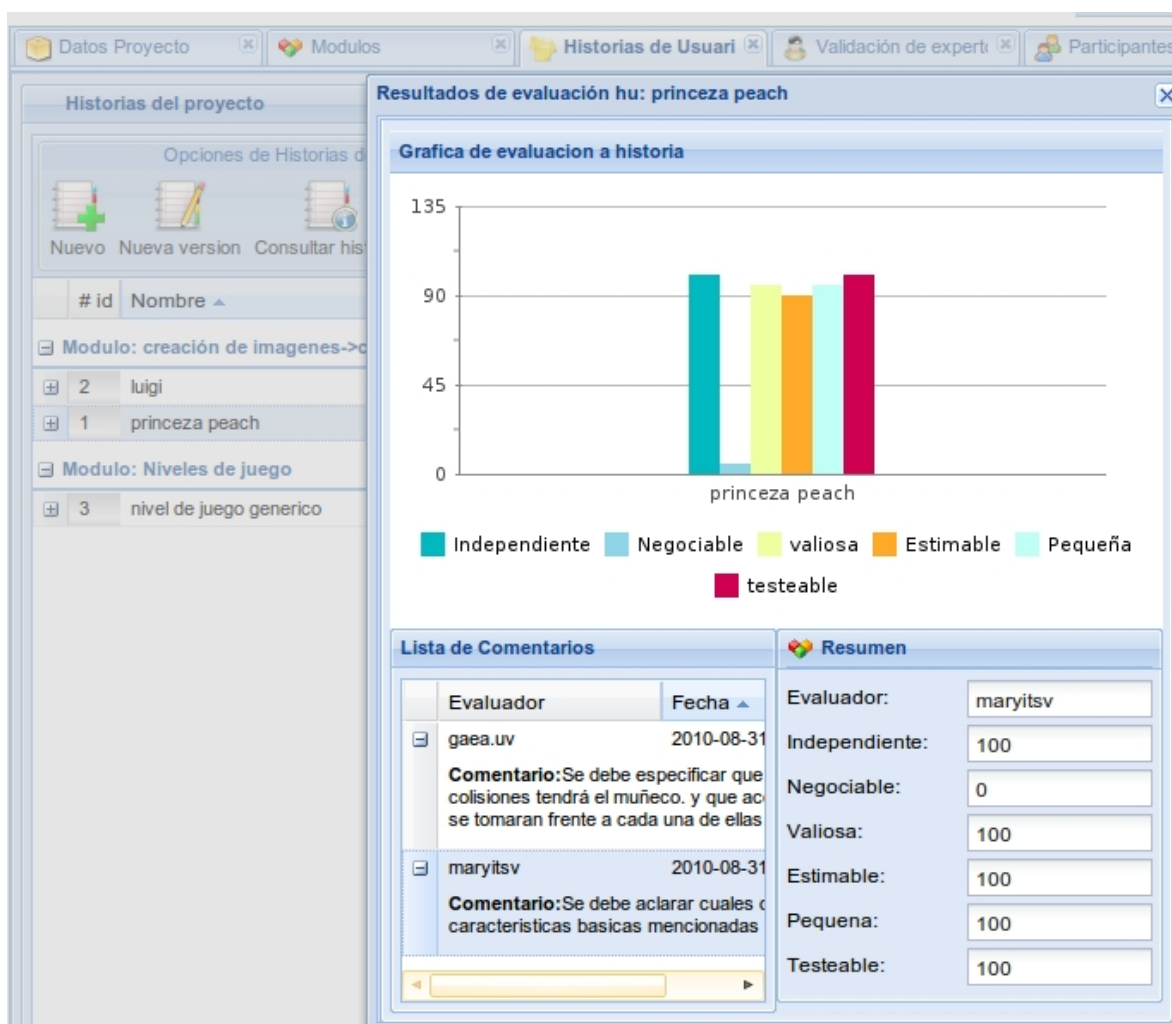 Datos Proyecto
Modulos
Historias de Usuari
Validación de expert
Participantes
Historias del proyecto
Opciones de Historias d
Nuevo
Nueva version
Consultar his
# id
Nombre
Modulo: creación de imagenes->c
2
luigi
1
princeza peach
Modulo: Niveles de juego
3
nivel de juego generico
Resultados de evaluación hu: princeza peach
Grafica de evaluacion a historia
135
90
45
0
princeza peach
Independiente
Negociable
valiosa
Estimable
Pequeña
testeable
Lista de Comentarios
Evaluador
Fecha
gaea.uv
2010-08-31
Comentario:Se debe especificar que
colisiones tendrá el muñeco. y que ac
se tomaran frente a cada una de ellas
maryitsv
2010-08-31
Comentario:Se debe aclarar cuales
caracteristicas basicas mencionadas
Resumen
Evaluador:
maryitsv
Independiente:
100
Negociable:
0
Valiosa:
100
Estimable:
100
Pequena:
100
Testeable:
100